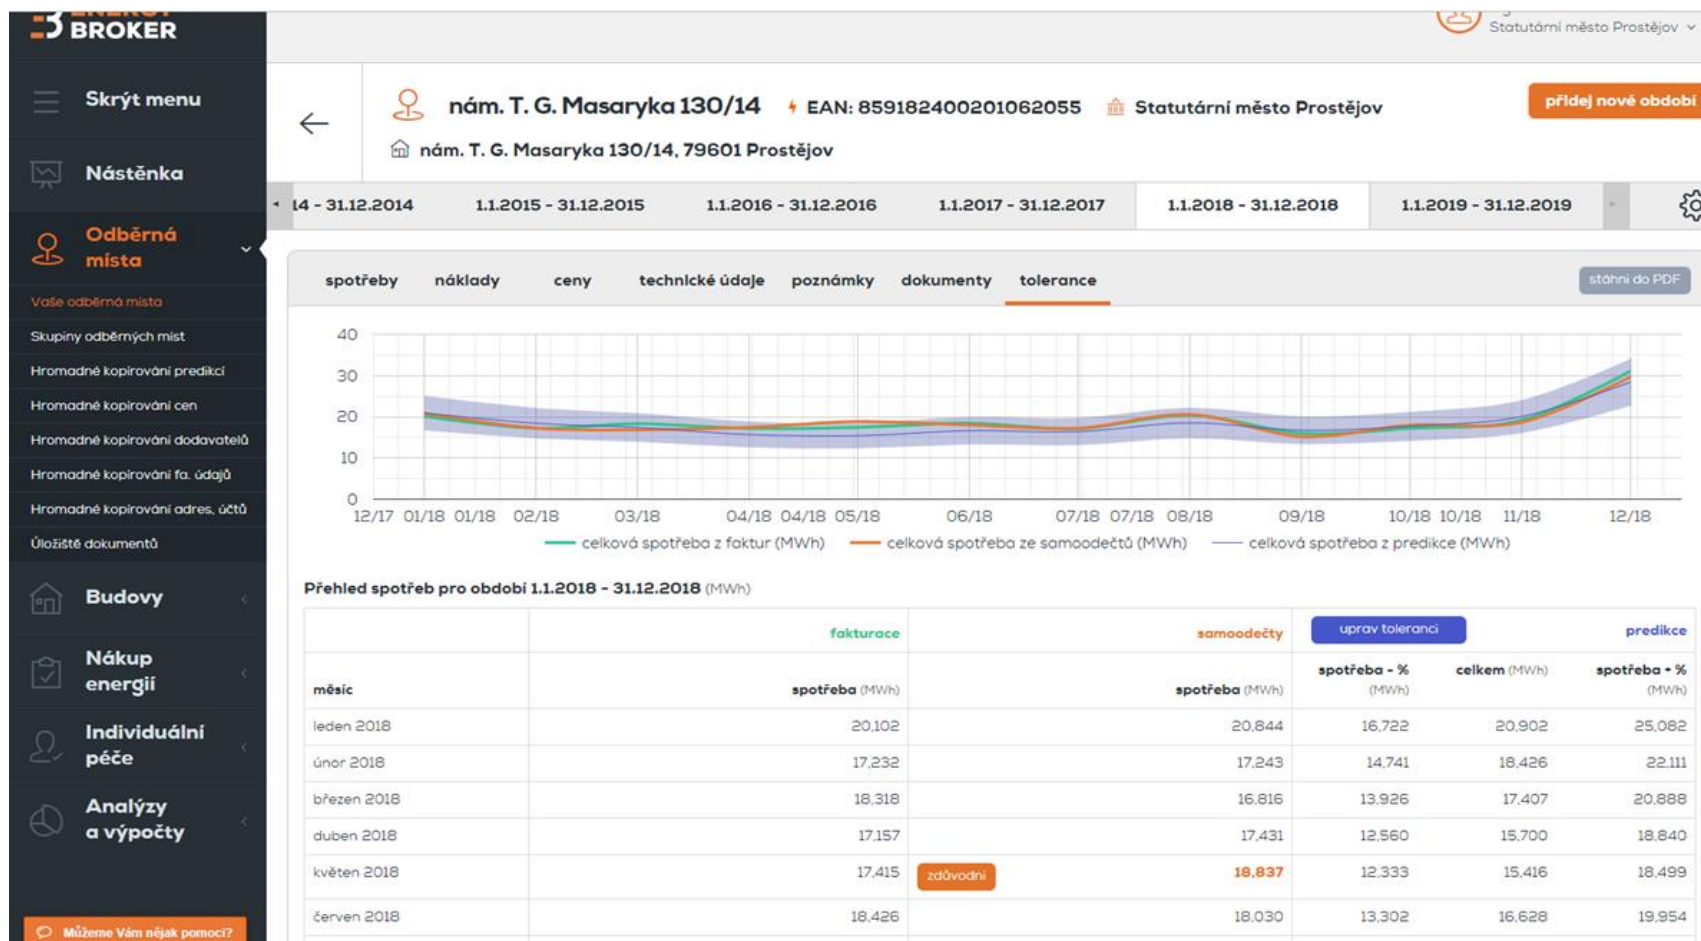 BROKER
Statutární město Prostějov
Skrýt menu
nám. T. G. Masaryka 130/14 EAN: 859182400201062055 Statutární město Prostějov
přidej nové období
nám. T. G. Masaryka 130/14, 79601 Prostějov
Nástěnka
14 - 31.12.2014 1.1.2015 - 31.12.2015 1.1.2016 - 31.12.2016 1.1.2017 - 31.12.2017 1.1.2018 - 31.12.2018 1.1.2019 - 31.12.2019
Odběrná
místa
Vaše odběrná místa
Skupiny odběrných míst
Hromadné kopírování predikcí
Hromadné kopírování cen
Hromadné kopírování dodavatelů
Hromadné kopírování fa. údajů
Hromadné kopírování adres, účtů
Úložiště dokumentů
Budovy
Nákup
energií
Individuální
péče
Analýzy
a výpočty
Můžeme Vám nějak pomoci?
spotřeby náklady ceny technické údaje poznámky dokumenty tolerance
stáhni do PDF
40
30
20
10
0
12/17 01/18 01/18 02/18 03/18 04/18 04/18 05/18 06/18 07/18 07/18 08/18 09/18 10/18 10/18 11/18 12/18
celková spotřeba z faktur (MWh) celková spotřeba ze samoodečtů (MWh) celková spotřeba z predikce (MWh)
Přehled spotřeb pro období 1.1.2018 - 31.12.2018 (MWh)
fakturace samoodečty uprav toleranci predikce
měsíc spotřeba (MWh) spotřeba (MWh) spotřeba - % (MWh) celkem (MWh) spotřeba + % (MWh)
leden 2018 20,102 20,844 16,722 20,902 25,082
únor 2018 17,232 17,243 14,741 18,426 22,111
březen 2018 18,318 16,816 13,926 17,407 20,888
duben 2018 17,157 17,431 12,560 15,700 18,840
květen 2018 17,415 zdůvodni 18,837 12,333 15,416 18,499
červen 2018 18,426 18,030 13,302 16,628 19,954